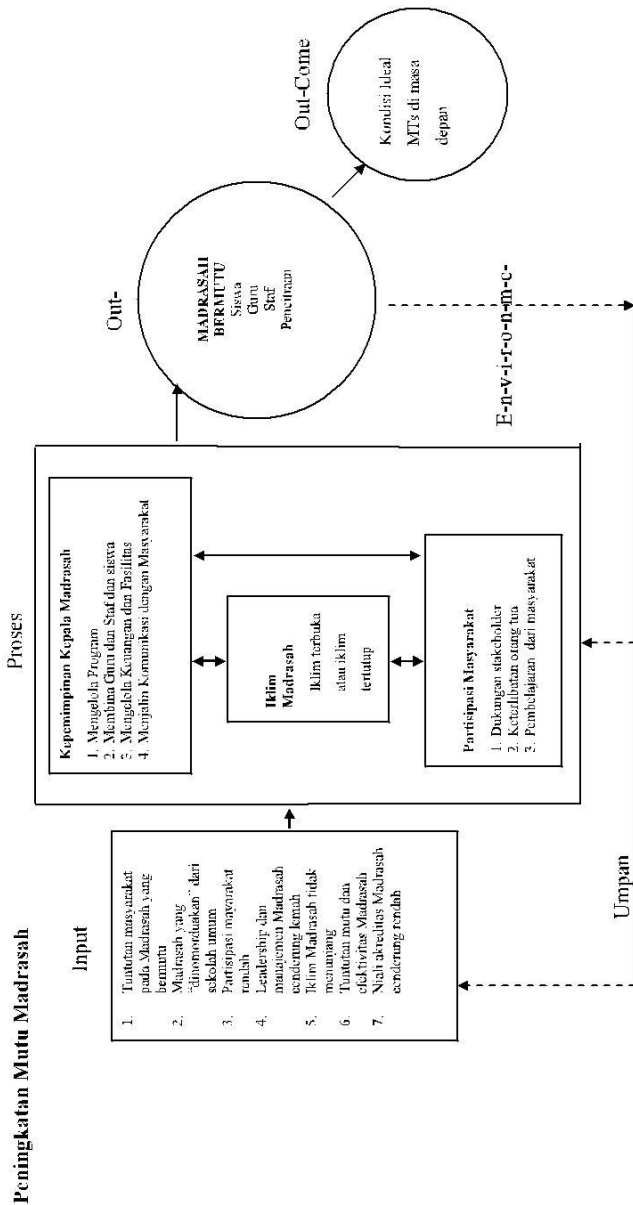 Peningkatan Mutu Madrasah
Input
1. Tuntutan masyarakat
pada Madrasah yang
bermutu
2. Madrasah yang
"dinomorduakan" dari
sekolah umum
3. Partisipasi mayarakat
rendah
4. Leadership dan
manajemen Madrasah
cenderung lemah
5. Iklim Madrasah tidak
menunjang
6. Tuntutan mutu dan
efektivitas Madrasah
7. Niali akreditas Madrasah
cenderung rendah
Proses
Kepemimpinan Kepala Madrasah
1. Mengelola Program
2. Membina Guru dan Staf dan siswa
3. Mengelola Keuangan dan Fasilitas
4. Menjalin Komunikasi dengan Masyarakat
Iklim
Madrasah
Iklim terbuka
atau iklim
tertutup
Partisipasi Masyarakat
1. Dukungan stakeholder
2. Keterlibatan orang tua
3. Pembelajaran dari masyarakat
Out-
MADRASAH
BERMUTU
Siswa
Guru
Staf
Pencitraan
Out-Come
Kondisi Ideal
MTs di masa
depan
E-n-v-i-r-o-n-m-c-
Umpan